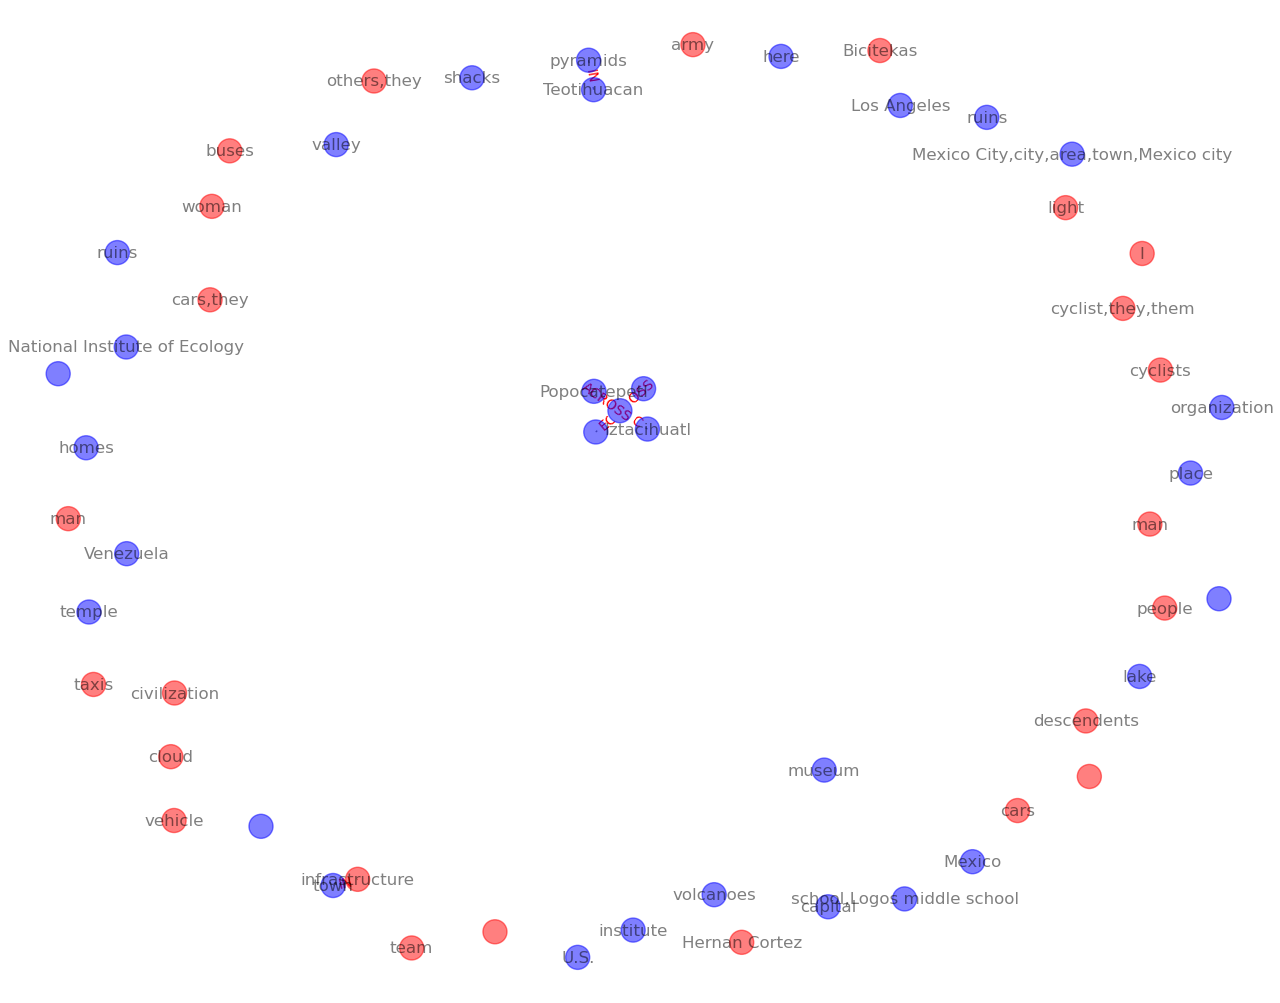 army
Bicitekas
here
pyramids
others,they
shacks
IN
Teotihuacan
Los Angeles
ruins
valley
buses
Mexico City,city,area,town,Mexico city
woman
light
ruins
I
cars,they
cyclist,they,them
National Institute of Ecology
cyclists
Popocatepetl
organization
Iztacihuatl
homes
place
man
man
Venezuela
temple
people
lake
taxis
civilization
descendents
cloud
museum
cars
vehicle
Mexico
infrastructure
town
volcanoes
school,Logos middle school
capital
institute
Hernan Cortez
team
U.S.